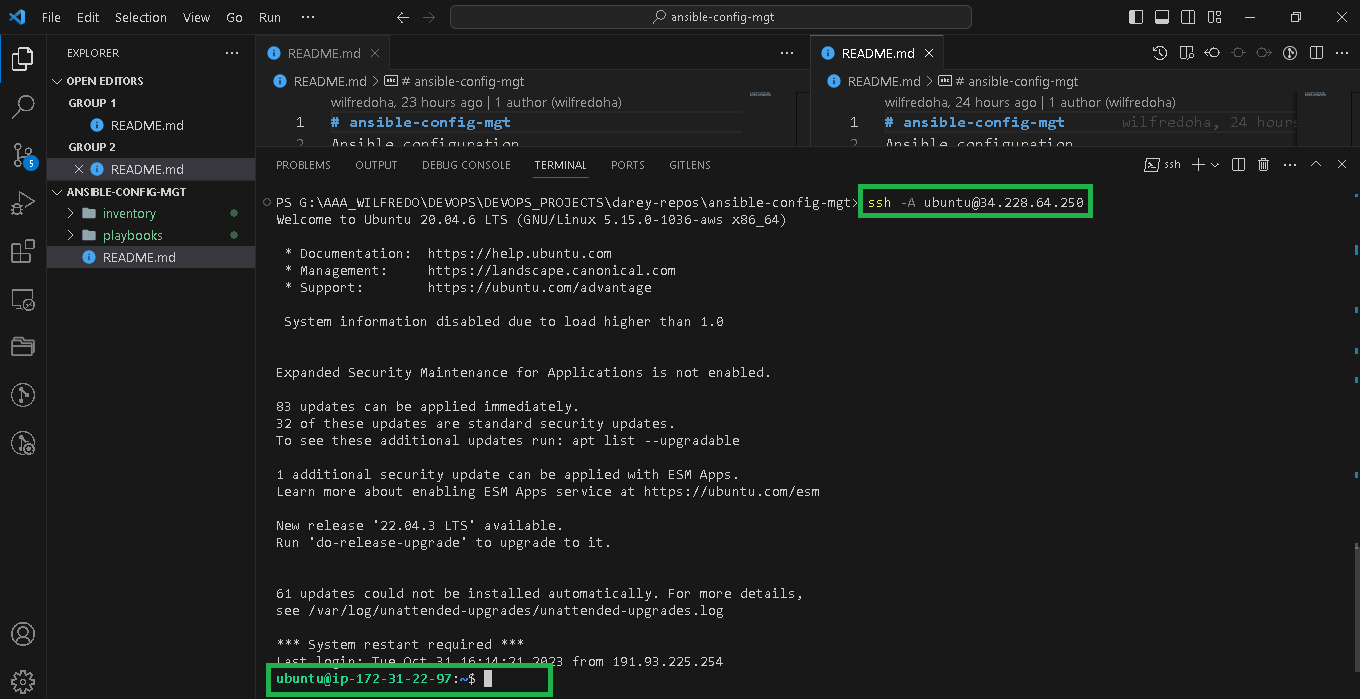 File Edit Selection View Go Run ··· ansible-config-mgt
EXPLORER ···
OPEN EDITORS
GROUP 1
README.md
GROUP 2
README.md
ANSIBLE-CONFIG-MGT
inventory
playbooks
README.md
5
README.md
README.md > # ansible-config-mgt
wilfredoha, 23 hours ago | 1 author (wilfredoha)
1 # ansible-config-mgt
2 Ansible configuration
README.md
README.md > # ansible-config-mgt
wilfredoha, 24 hours ago | 1 author (wilfredoha)
1 # ansible-config-mgt wilfredoha, 24 hours
2 Ansible configuration
PROBLEMS OUTPUT DEBUG CONSOLE TERMINAL PORTS GITLENS ssh
PS G:\AAA_WILFREDO\DEVOPS\DEVOPS_PROJECTS\darey-repos\ansible-config-mgt> ssh -A ubuntu@34.228.64.250
Welcome to Ubuntu 20.04.6 LTS (GNU/Linux 5.15.0-1036-aws x86_64)
* Documentation: https://help.ubuntu.com
* Management: https://landscape.canonical.com
* Support: https://ubuntu.com/advantage
System information disabled due to load higher than 1.0
Expanded Security Maintenance for Applications is not enabled.
83 updates can be applied immediately.
32 of these updates are standard security updates.
To see these additional updates run: apt list --upgradable
1 additional security update can be applied with ESM Apps.
Learn more about enabling ESM Apps service at https://ubuntu.com/esm
New release '22.04.3 LTS' available.
Run 'do-release-upgrade' to upgrade to it.
61 updates could not be installed automatically. For more details,
see /var/log/unattended-upgrades/unattended-upgrades.log
*** System restart required ***
Last login: Tue Oct 31 16:14:21 2023 from 191.93.225.254
ubuntu@ip-172-31-22-97:~$